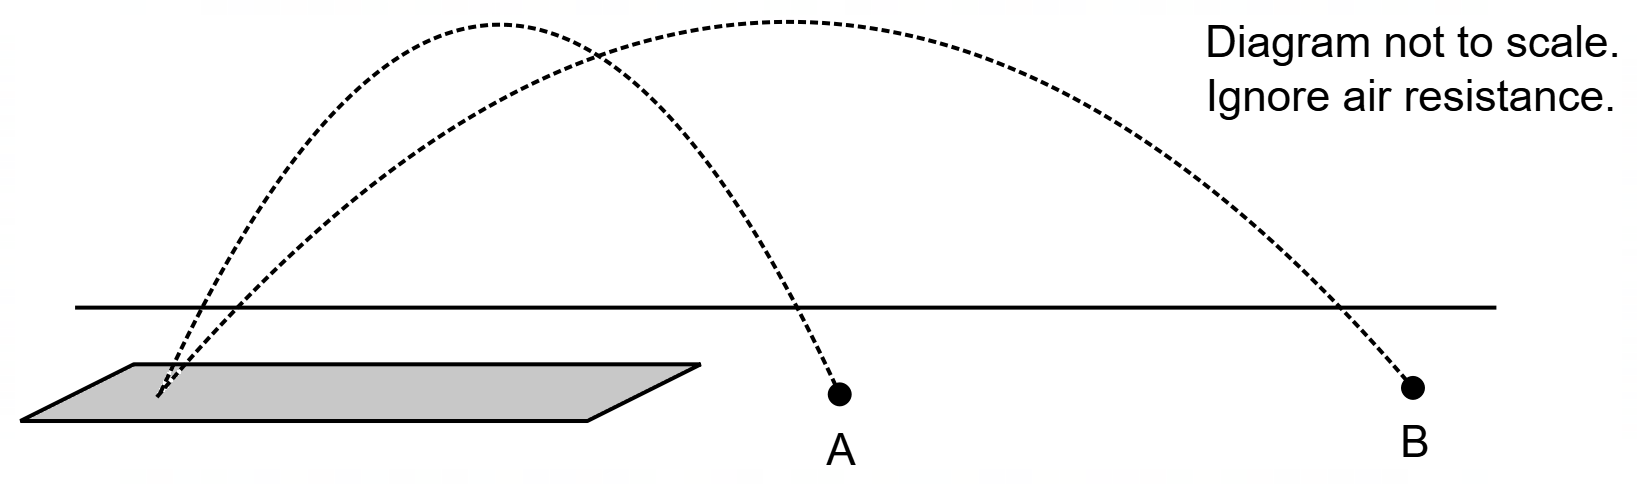 Diagram not to scale.
Ignore air resistance.
A
B